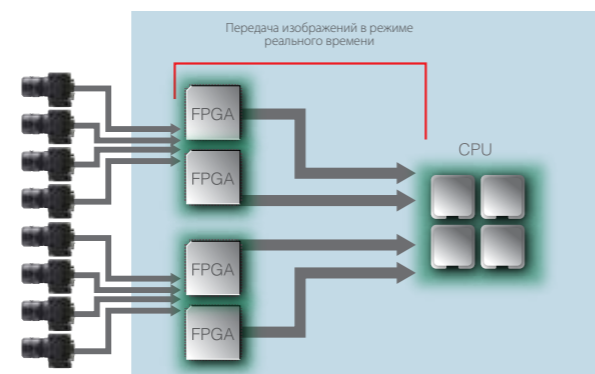 Передача изображений в режиме
реального времени
FPGA
CPU
FPGA
FPGA
FPGA